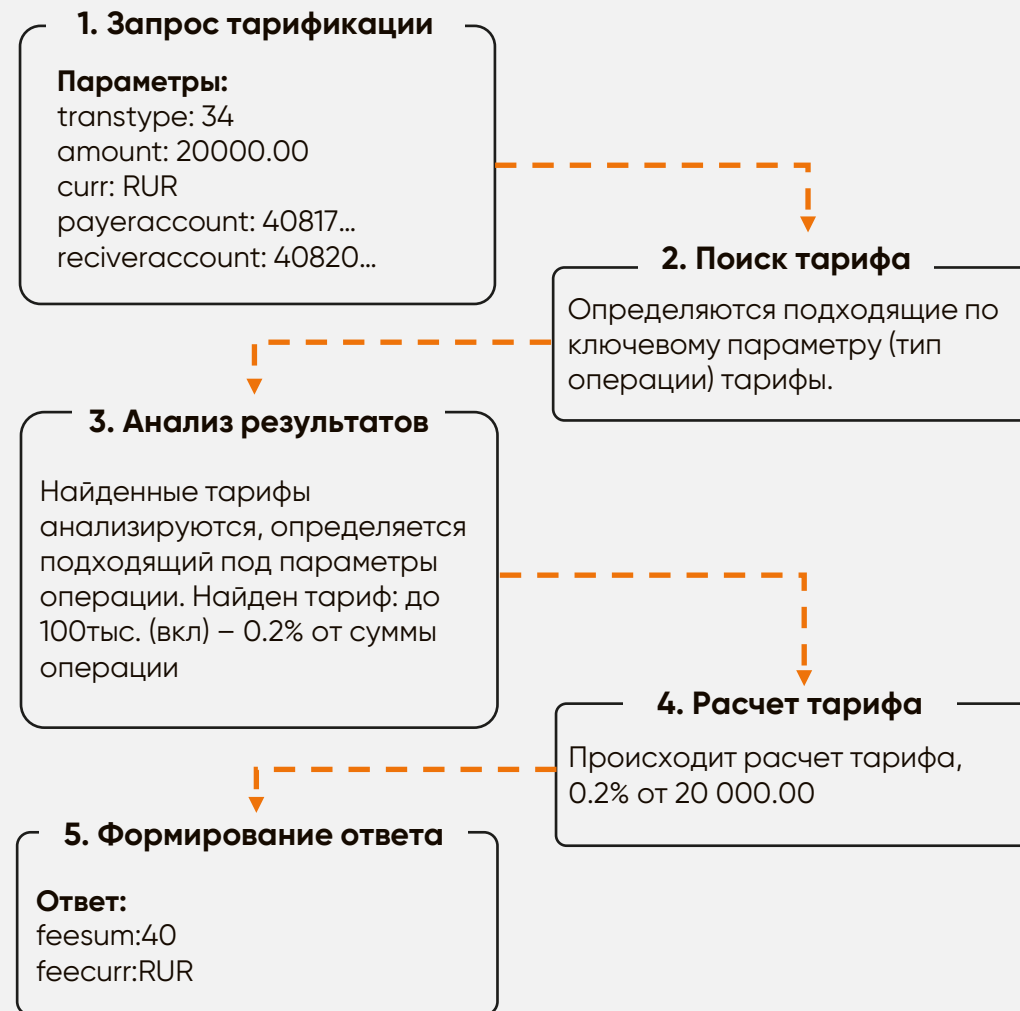 1. Запрос тарификации
Параметры:
transtype: 34
amount: 20000.00
curr: RUR
payeraccount: 40817...
reciveraccount: 40820...
2. Поиск тарифа
Определяются подходящие по
ключевому параметру (тип
операции) тарифы.
3. Анализ результатов
Найденные тарифы
анализируются, определяется
подходящий под параметры
операции. Найден тариф: до
100тыс. (вкл) – 0.2% от суммы
операции
4. Расчет тарифа
Происходит расчет тарифа,
0.2% от 20 000.00
5. Формирование ответа
Ответ:
feesum:40
feecurr:RUR